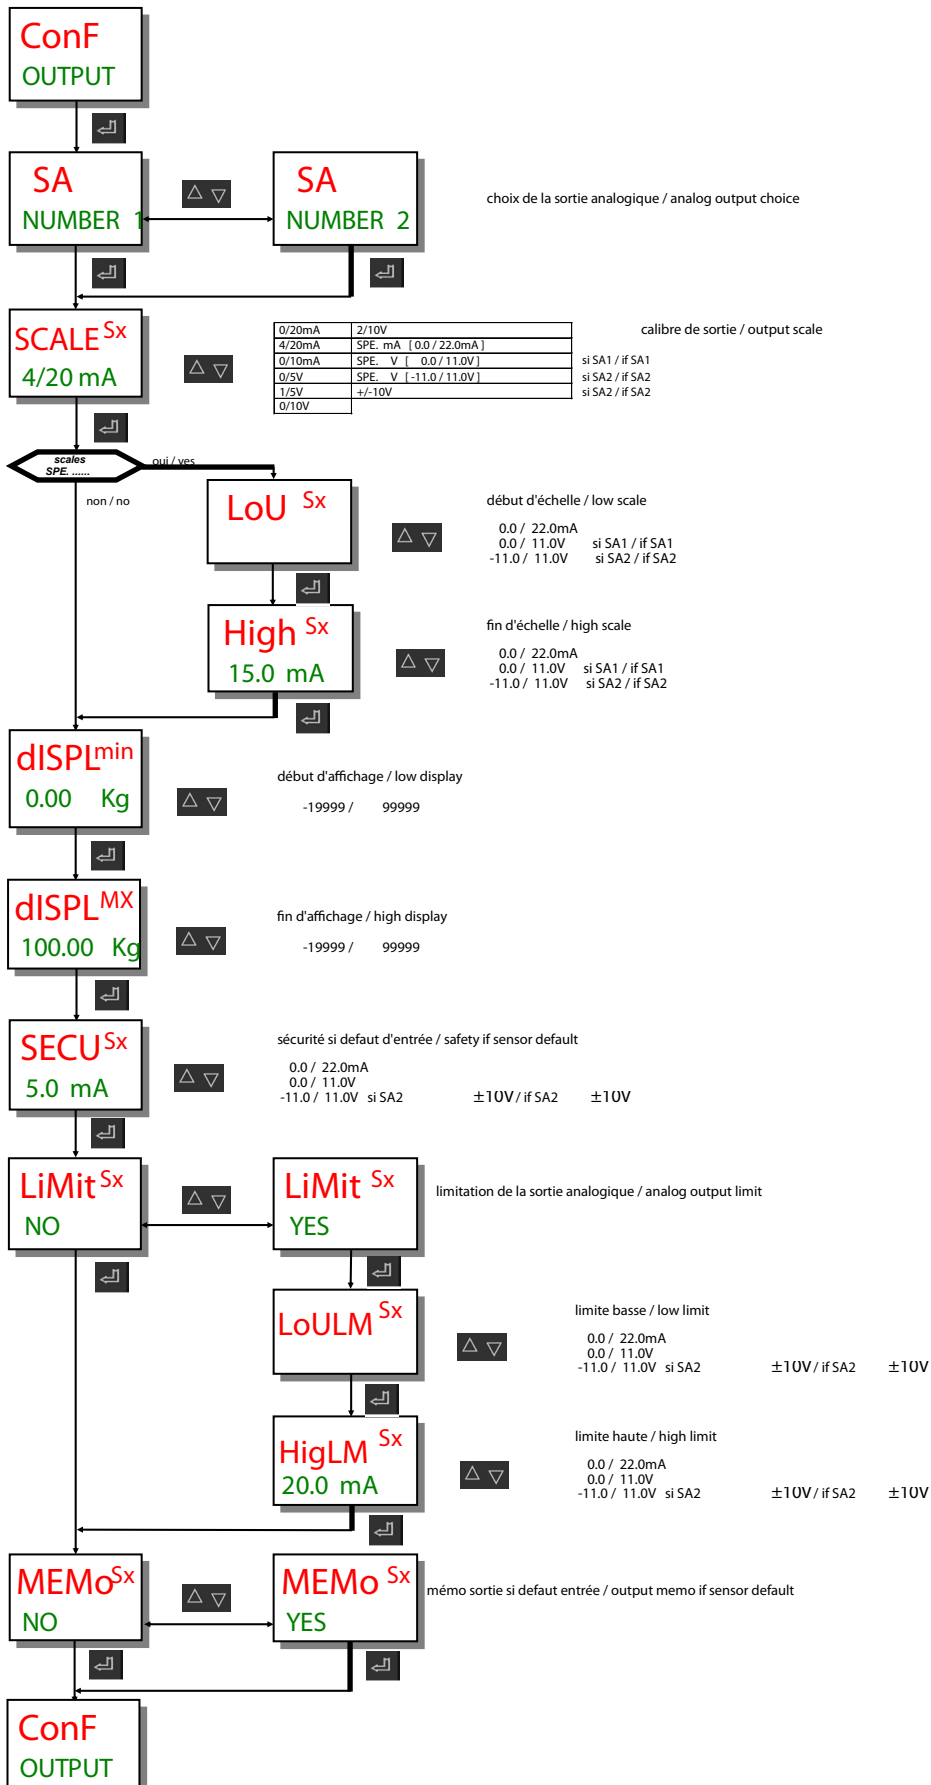 ConF
OUTPUT
SA
NUMBER 1
SA
NUMBER 2
choix de la sortie analogique / analog output choice
SCALE Sx
4/20 mA
0/20mA 2/10V
4/20mA SPE. mA [ 0.0 / 22.0mA ]
0/10mA SPE. V [ 0.0 / 11.0V ] si SA1 / if SA1
0/5V SPE. V [ -11.0 / 11.0V ] si SA2 / if SA2
1/5V +/-10V si SA2 / if SA2
0/10V
calibre de sortie / output scale
scales
SPE. ......
oui / yes
non / no
LoU Sx
début d'échelle / low scale
0.0 / 22.0mA
0.0 / 11.0V si SA1 / if SA1
-11.0 / 11.0V si SA2 / if SA2
High Sx
15.0 mA
fin d'échelle / high scale
0.0 / 22.0mA
0.0 / 11.0V si SA1 / if SA1
-11.0 / 11.0V si SA2 / if SA2
dISPL min
0.00 Kg
début d'affichage / low display
-19999 / 99999
dISPL MX
100.00 Kg
fin d'affichage / high display
-19999 / 99999
SECU Sx
5.0 mA
sécurité si defaut d'entrée / safety if sensor default
0.0 / 22.0mA
0.0 / 11.0V
-11.0 / 11.0V si SA2 ±10V / if SA2 ±10V
LiMit Sx
NO
LiMit Sx
YES
limitation de la sortie analogique / analog output limit
LoULM Sx
limite basse / low limit
0.0 / 22.0mA
0.0 / 11.0V
-11.0 / 11.0V si SA2 ±10V / if SA2 ±10V
HigLM Sx
20.0 mA
limite haute / high limit
0.0 / 22.0mA
0.0 / 11.0V
-11.0 / 11.0V si SA2 ±10V / if SA2 ±10V
MEMo Sx
NO
MEMo Sx
YES
mémo sortie si defaut entrée / output memo if sensor default
ConF
OUTPUT